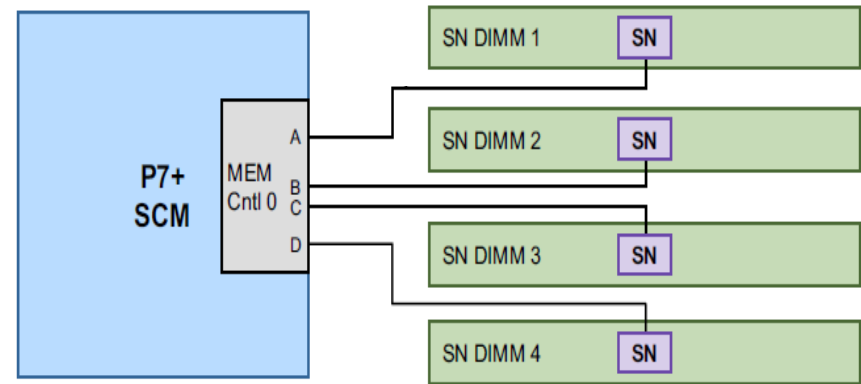 P7+
SCM
MEM
Cntl 0
A
B
C
D
SN DIMM 1
SN
SN DIMM 2
SN
SN DIMM 3
SN
SN DIMM 4
SN